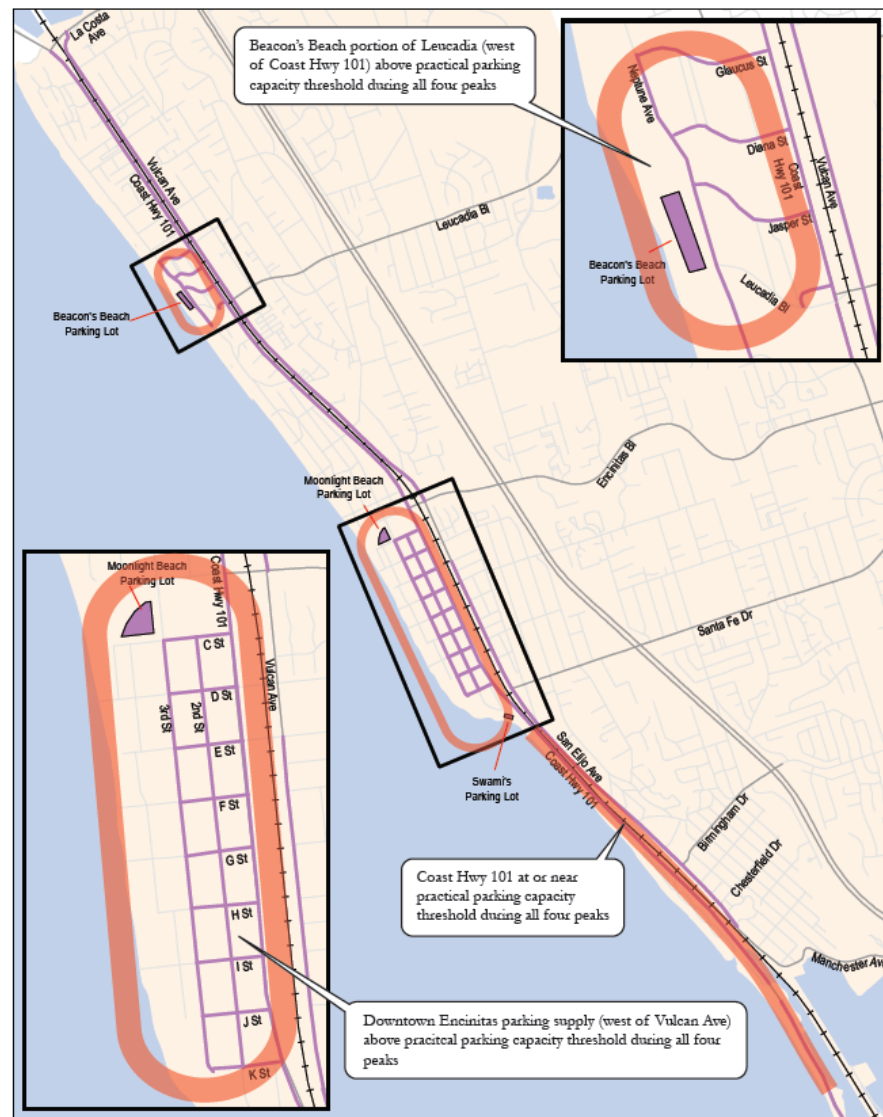 La Costa
Ave
Vulcan Ave
Coast Hwy 101
Leucadia Bl
Beacon's Beach
Parking Lot
Beacon's Beach portion of Leucadia (west
of Coast Hwy 101) above practical parking
capacity threshold during all four peaks
Neptune Ave
Glaucus St
Diana St
Coast
Hwy 101
Vulcan Ave
Jasper St
Beacon's Beach
Parking Lot
Leucadia Bl
Encinitas Bl
Moonlight Beach
Parking Lot
Santa Fe Dr
Swami's
Parking Lot
San Elijo Ave
Coast Hwy 101
Birmingham Dr
Chesterfield Dr
Manchester Av
Moonlight Beach
Parking Lot
Coast Hwy 101
Vulcan Ave
C St
D St
3rd St
2nd St
E St
F St
G St
H St
I St
J St
K St
Coast Hwy 101 at or near
practical parking capacity
threshold during all four peaks
Downtown Encinitas parking supply (west of Vulcan Ave)
above pracitcal parking capacity threshold during all four
peaks